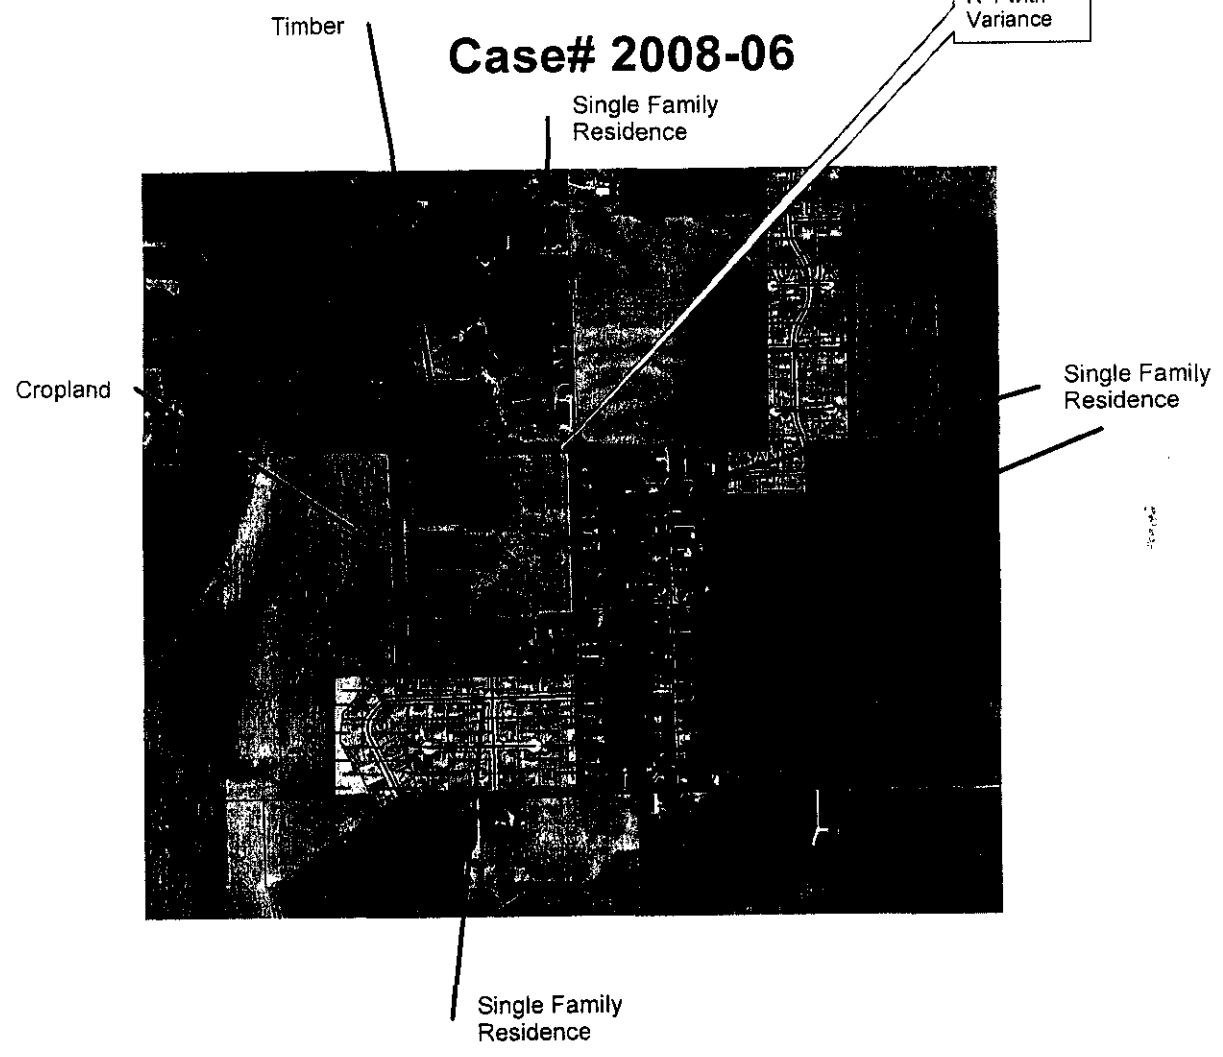 Timber
Variance
Case# 2008-06
Single Family
Residence
Cropland
Single Family
Residence
Single Family
Residence